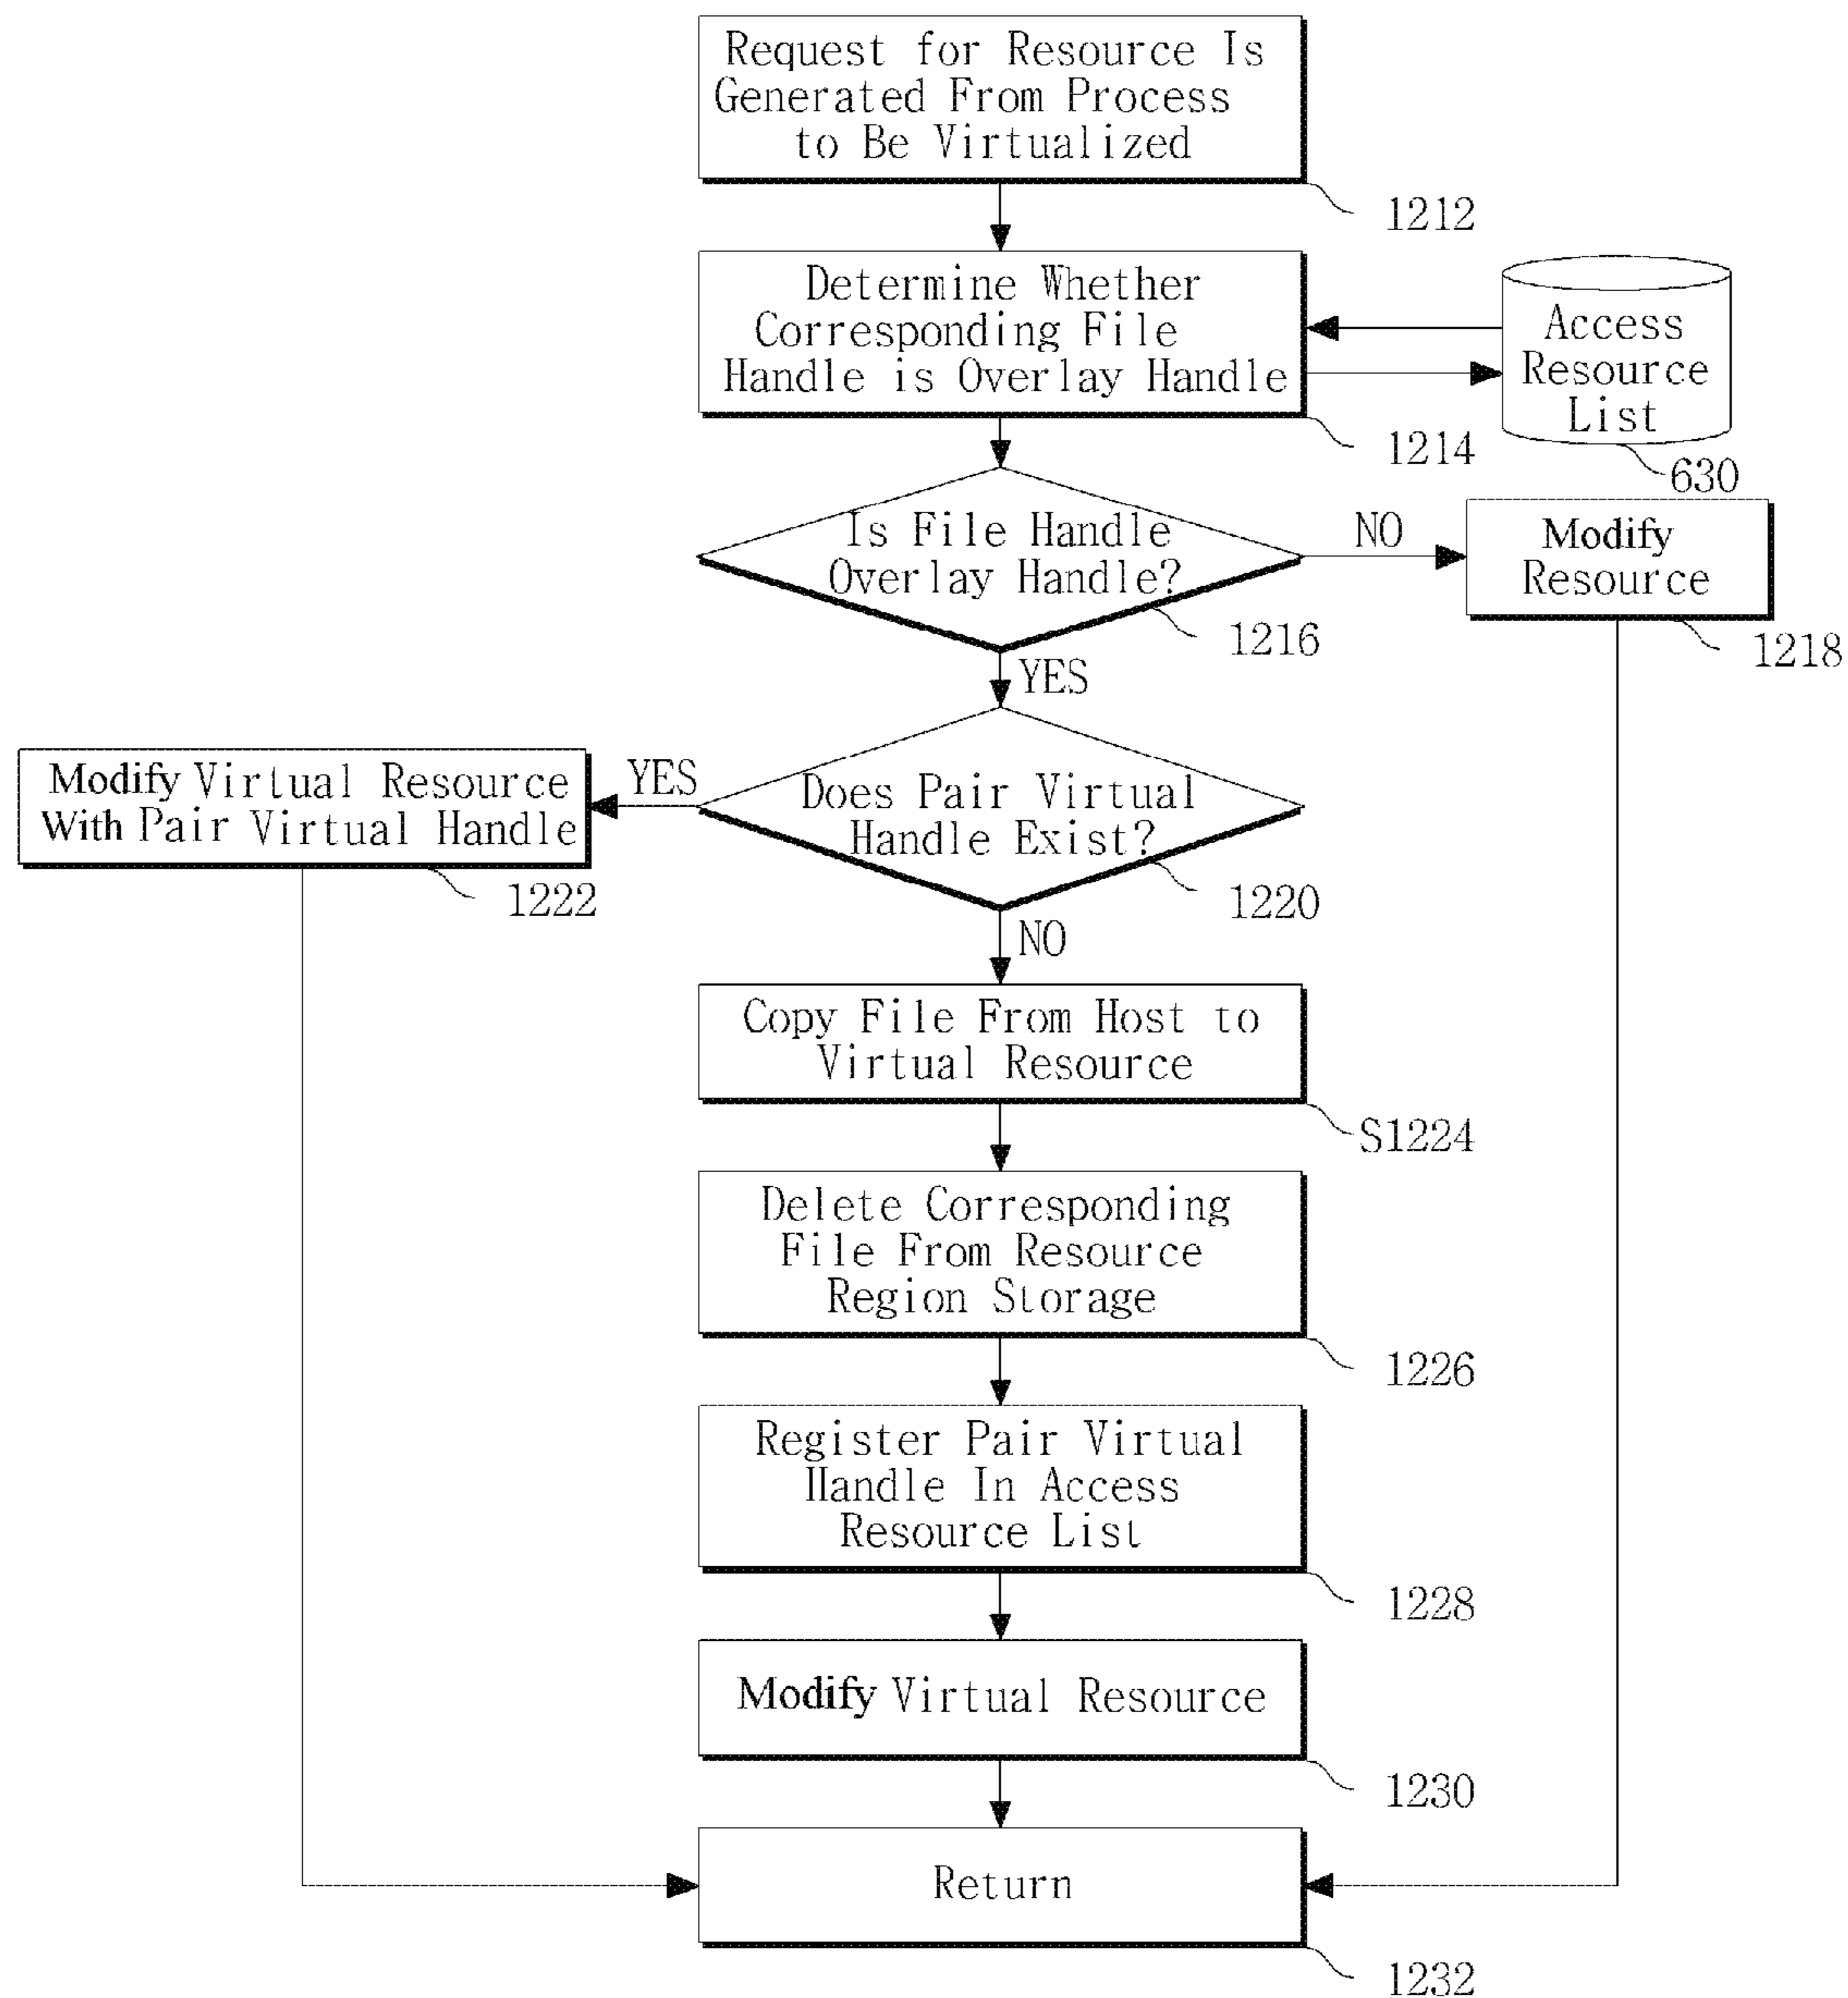 Request for Resource Is
Generated From Process
to Be Virtualized
1212
Determine Whether
Corresponding File
Handle is Overlay Handle
1214
Access
Resource
List
630
Is File Handle
Overlay Handle?
1216
NO
Modify
Resource
1218
YES
Does Pair Virtual
Handle Exist?
1220
YES
Modify Virtual Resource
With Pair Virtual Handle
1222
NO
Copy File From Host to
Virtual Resource
S1224
Delete Corresponding
File From Resource
Region Storage
1226
Register Pair Virtual
Handle In Access
Resource List
1228
Modify Virtual Resource
1230
Return
1232